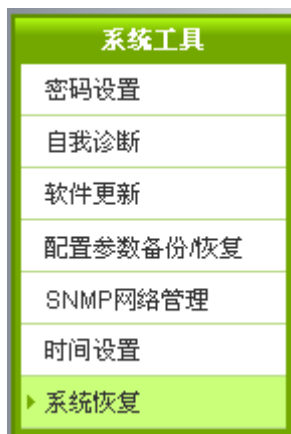 系统工具
密码设置
自我诊断
软件更新
配置参数备份/恢复
SNMP网络管理
时间设置
系统恢复